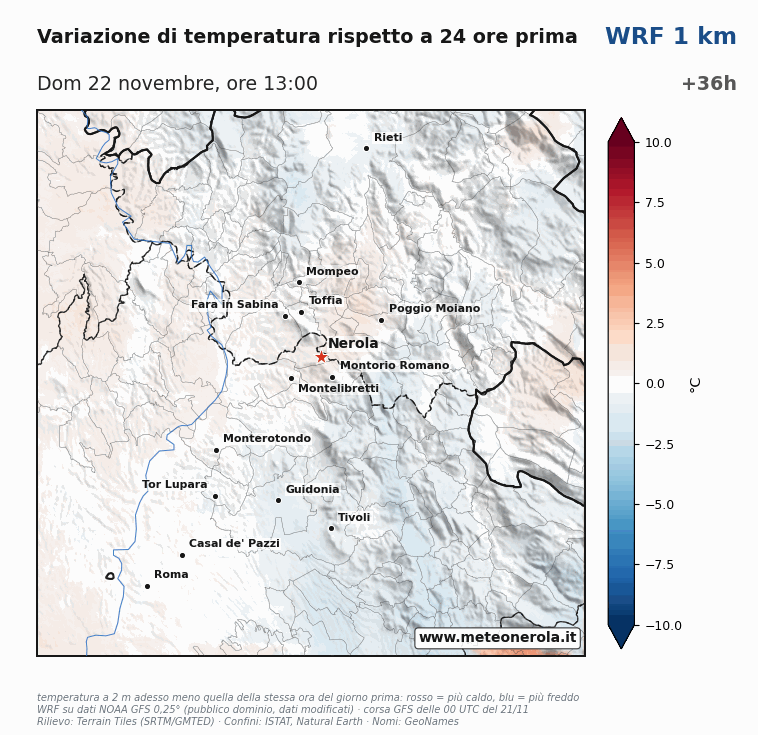 Variazione di temperatura rispetto a 24 ore prima
WRF 1 km
Dom 22 novembre, ore 13:00
+36h
Rieti
Mompeo
Toffia
Fara in Sabina
Poggio Moiano
Nerola
Montorio Romano
Montelibretti
Monterotondo
Tor Lupara
Guidonia
Tivoli
Casal de' Pazzi
Roma
www.meteonerola.it
10.0
7.5
5.0
2.5
0.0
−2.5
−5.0
−7.5
−10.0
°C
temperatura a 2 m adesso meno quella della stessa ora del giorno prima: rosso = più caldo, blu = più freddo
WRF su dati NOAA GFS 0,25° (pubblico dominio, dati modificati) · corsa GFS delle 00 UTC del 21/11
Rilievo: Terrain Tiles (SRTM/GMTED) · Confini: ISTAT, Natural Earth · Nomi: GeoNames